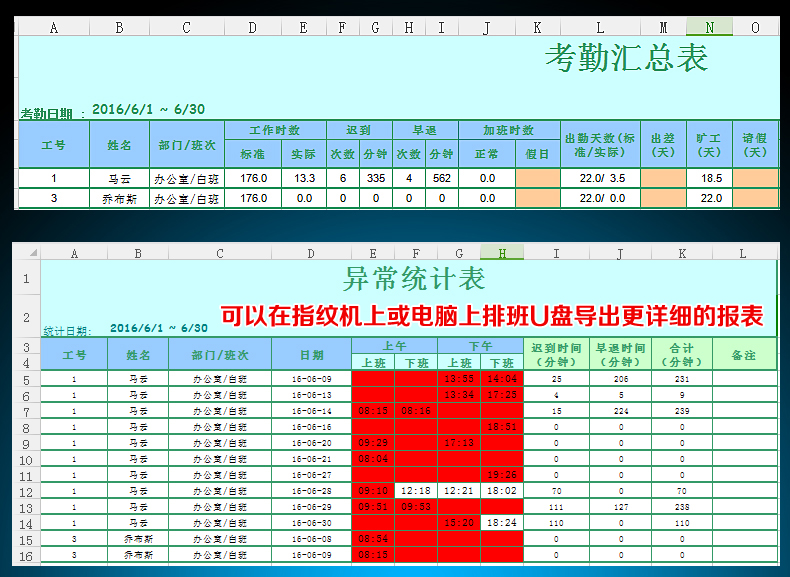 A B C D E F G H I J K L M N O
考勤汇总表
考勤日期 : 2016/6/1 ~ 6/30
工号 姓名 部门/班次 工作时数 迟到 早退 加班时数 出勤天数(标准/实际) 出差(天) 旷工(天) 请假(天)
标准 实际 次数 分钟 次数 分钟 正常 假日
1 马云 办公室/白班 176.0 13.3 6 335 4 562 0.0 22.0/ 3.5 18.5
3 乔布斯 办公室/白班 176.0 0.0 0 0 0 0 0.0 22.0/ 0.0 22.0
A B C D E F G H I J K L
1 异常统计表
可以在指纹机上或电脑上排班U盘导出更详细的报表
2 统计日期: 2016/6/1 ~ 6/30
3 工号 姓名 部门/班次 日期 上午 下午 迟到时间(分钟) 早退时间(分钟) 合计(分钟) 备注
4 上班 下班 上班 下班
5 1 马云 办公室/白班 16-06-09 13:55 14:04 25 206 231
6 1 马云 办公室/白班 16-06-13 13:34 17:25 4 5 9
7 1 马云 办公室/白班 16-06-14 08:15 08:16 15 224 239
8 1 马云 办公室/白班 16-06-16 18:51 0 0 0
9 1 马云 办公室/白班 16-06-20 09:29 17:13 0 0 0
10 1 马云 办公室/白班 16-06-21 08:04 0 0 0
11 1 马云 办公室/白班 16-06-27 19:26 0 0 0
12 1 马云 办公室/白班 16-06-28 09:10 12:18 12:21 18:02 70 0 70
13 1 马云 办公室/白班 16-06-29 09:51 09:53 111 127 238
14 1 马云 办公室/白班 16-06-30 15:20 18:24 110 0 110
15 3 乔布斯 办公室/白班 16-06-08 08:54 0 0 0
16 3 乔布斯 办公室/白班 16-06-09 08:15 0 0 0